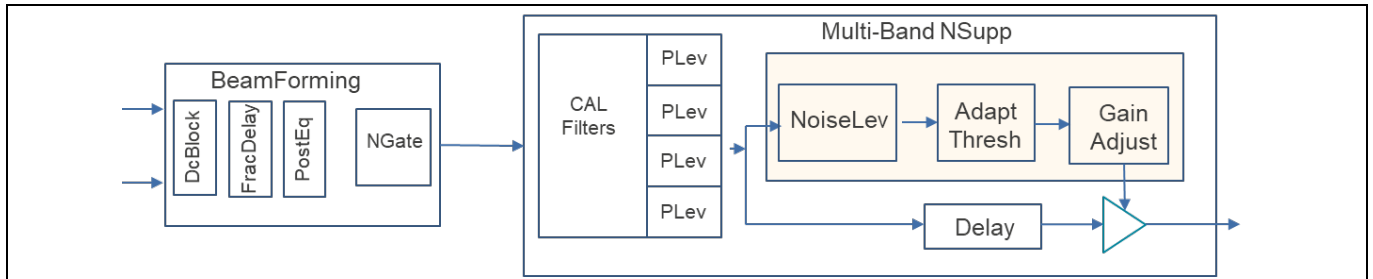 Multi-Band NSupp
BeamForming
DcBlock
FracDelay
PostEq
NGate
CAL
Filters
PLev
PLev
PLev
PLev
NoiseLev
Adapt
Thresh
Gain
Adjust
Delay